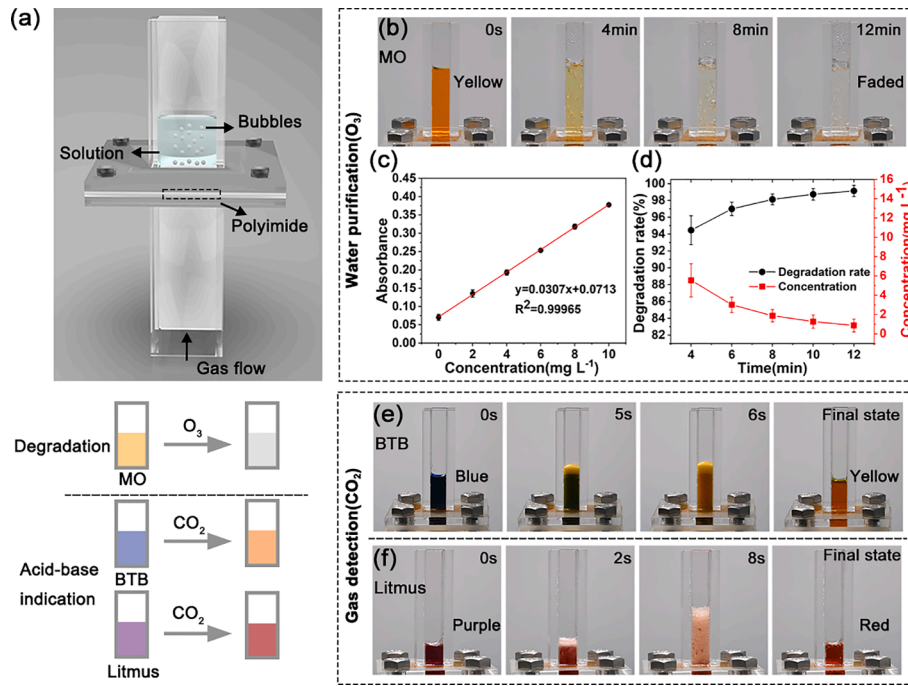 (a)
Bubbles
Solution
Polyimide
Gas flow
Degradation
O3
MO
CO2
BTB
Acid-base
indication
CO2
Litmus
Water purification(O3)
(b)
MO
0s
Yellow
4min
8min
12min
Faded
(c)
Absorbance
0.45
0.40
0.35
0.30
0.25
0.20
0.15
0.10
0.05
0.00
y=0.0307x+0.0713
R2=0.99965
0 2 4 6 8 10
Concentration(mg L-1)
(d)
Degradation rate(%)
100
98
96
94
92
90
88
86
84
82
Degradation rate
Concentration
4 6 8 10 12
Time(min)
16
14
12
10
8
6
4
2
0
Concentration(mg L-1)
Gas detection(CO2)
(e)
BTB
0s
Blue
5s
6s
Final state
Yellow
(f)
Litmus
0s
Purple
2s
8s
Final state
Red